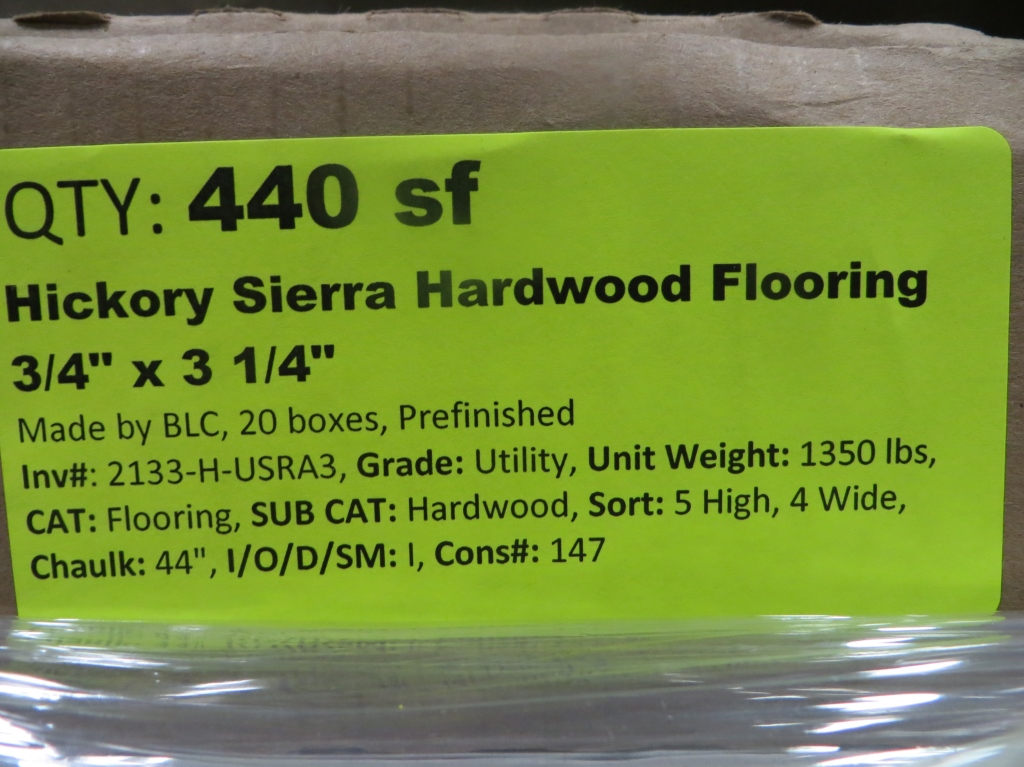 QTY: 440 sf
Hickory Sierra Hardwood Flooring
3/4" x 3 1/4"
Made by BLC, 20 boxes, Prefinished
Inv#: 2133-H-USRA3, Grade: Utility, Unit Weight: 1350 lbs,
CAT: Flooring, SUB CAT: Hardwood, Sort: 5 High, 4 Wide,
Chaulk: 44", I/O/D/SM: I, Cons#: 147